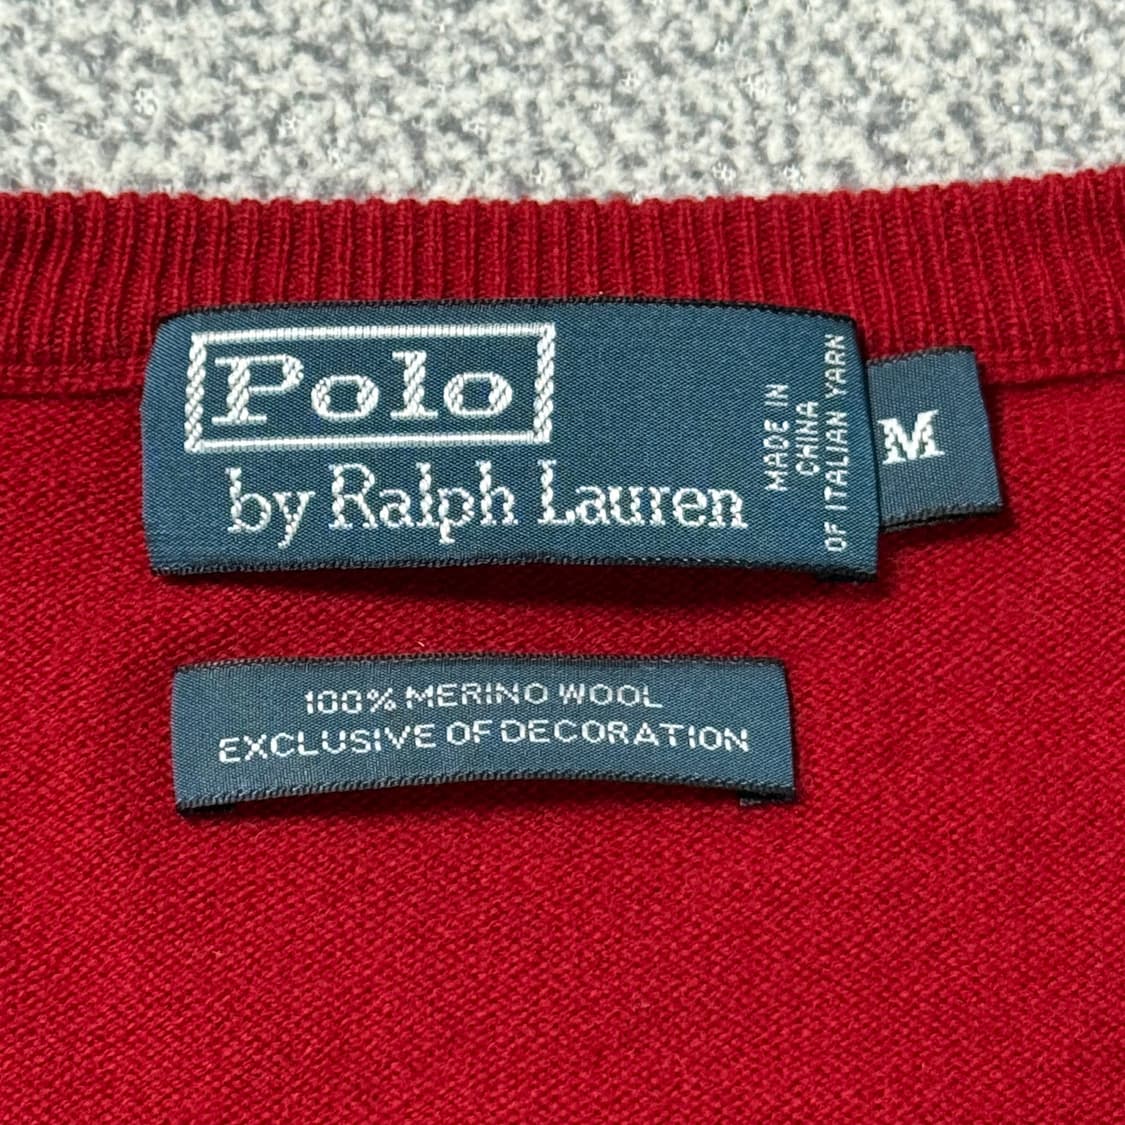 Polo
by Ralph Lauren
MADE IN
CHINA
OF ITALIAN YARN
M
100% MERINO WOOL
EXCLUSIVE OF DECORATION